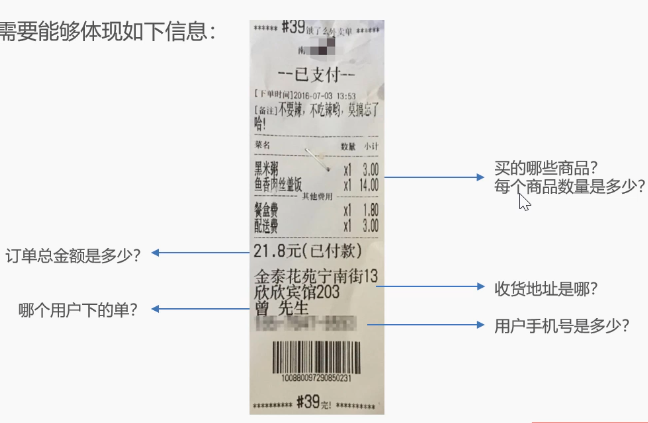 需要能够体现如下信息：
****** #39 饿了么外卖单 ******
南
--已支付--
[下单时间]2016-07-03 13:53
[备注]不要辣，不吃辣哟，莫搞忘了
哈!
菜名 数量 小计
黑米粥 x1 3.00
鱼香肉丝盖饭 x1 14.00
其他费用
餐盒费 x1 1.80
配送费 x1 3.00
21.8元(已付款)
金泰花苑宁南街13
欣欣宾馆203
曾 先生
100880097290850231
********** #39完! **********
买的哪些商品？
每个商品数量是多少？
订单总金额是多少？
收货地址是哪？
哪个用户下的单？
用户手机号是多少？